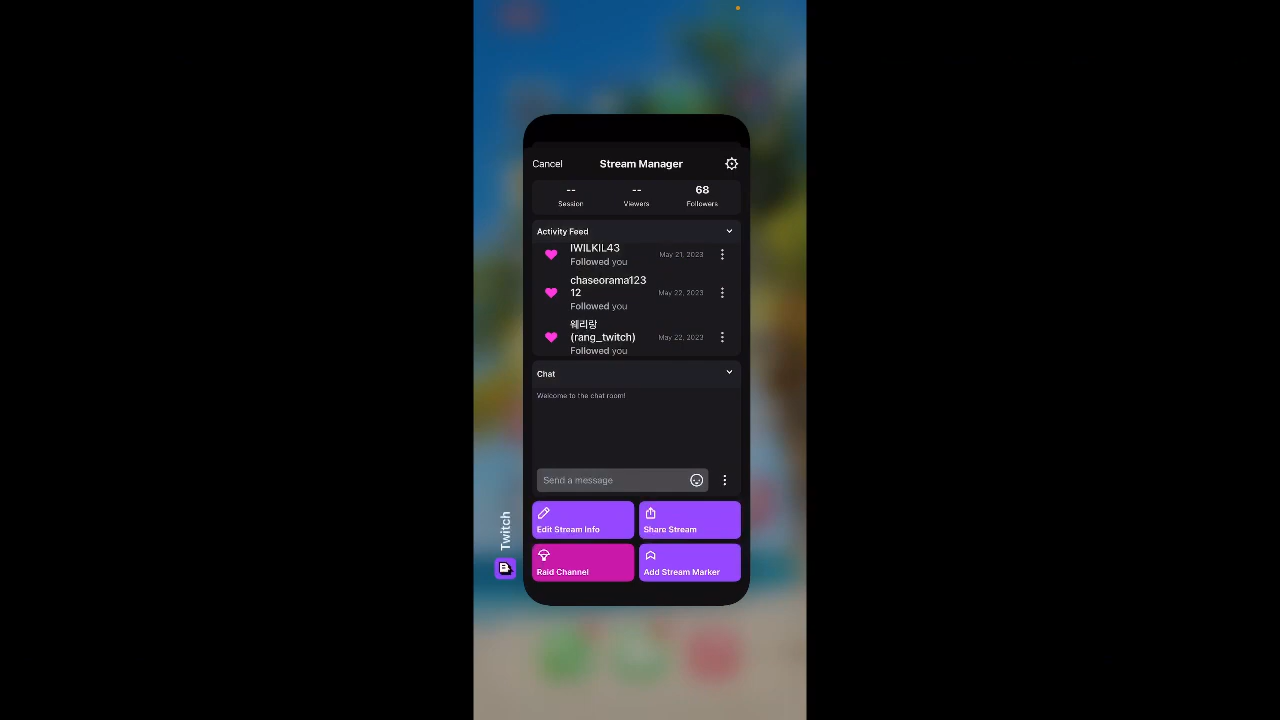 Cancel
Stream Manager
--
Session
--
Viewers
68
Followers
Activity Feed
IWILKIL43
Followed you
May 21, 2023
chaseorama123
12
Followed you
May 22, 2023
웨리랑
(rang_twitch)
Followed you
May 22, 2023
Chat
Welcome to the chat room!
Send a message
Edit Stream Info
Share Stream
Raid Channel
Add Stream Marker
Twitch